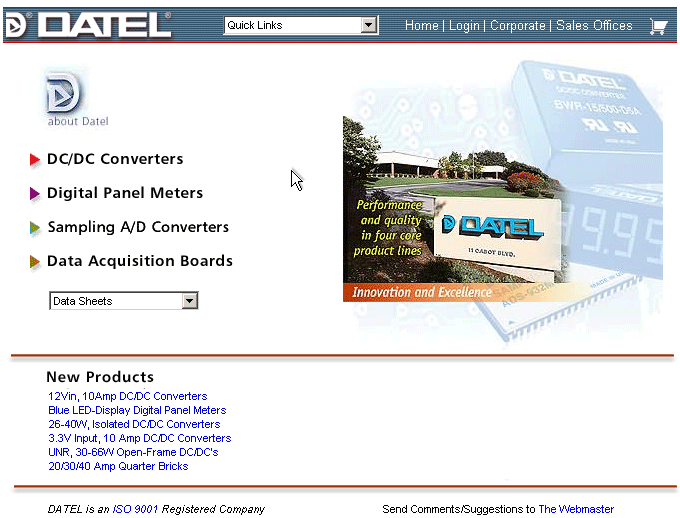 DATEL®
Quick Links
Home | Login | Corporate | Sales Offices
about Datel
DC/DC Converters
Digital Panel Meters
Sampling A/D Converters
Data Acquisition Boards
Data Sheets
DATEL
DC/DC CONVERTER
BWR-15/500-D5A
Performance
and quality
in four core
product lines
DATEL
11 CABOT BLVD.
Innovation and Excellence
New Products
12Vin, 10Amp DC/DC Converters
Blue LED-Display Digital Panel Meters
26-40W, Isolated DC/DC Converters
3.3V Input, 10 Amp DC/DC Converters
UNR, 30-66W Open-Frame DC/DC's
20/30/40 Amp Quarter Bricks
DATEL is an ISO 9001 Registered Company
Send Comments/Suggestions to The Webmaster